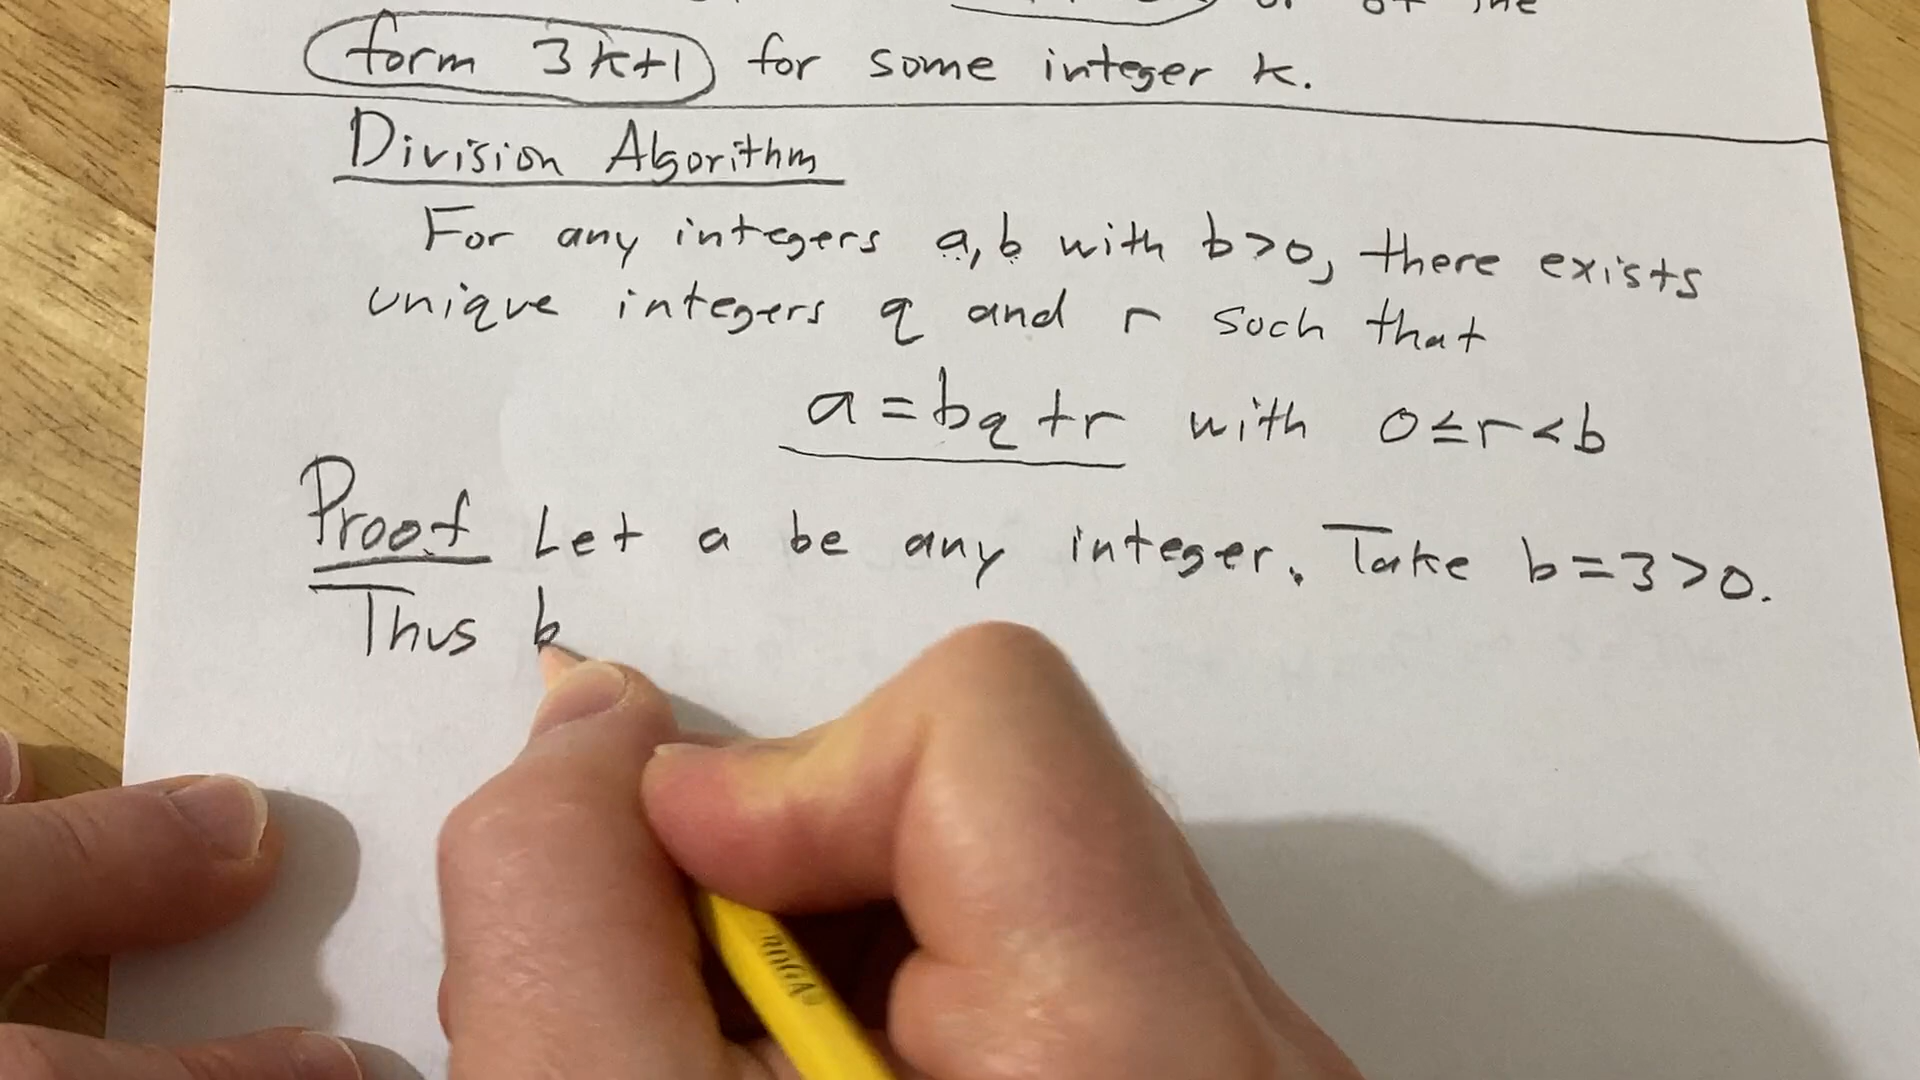 the
form 3k+1 for some integer k.
Division Algorithm
For any integers a, b with b>0, there exists
unique integers q and r such that
a = bq + r with 0≤r<b
Proof Let a be any integer. Take b=3>0.
Thus b